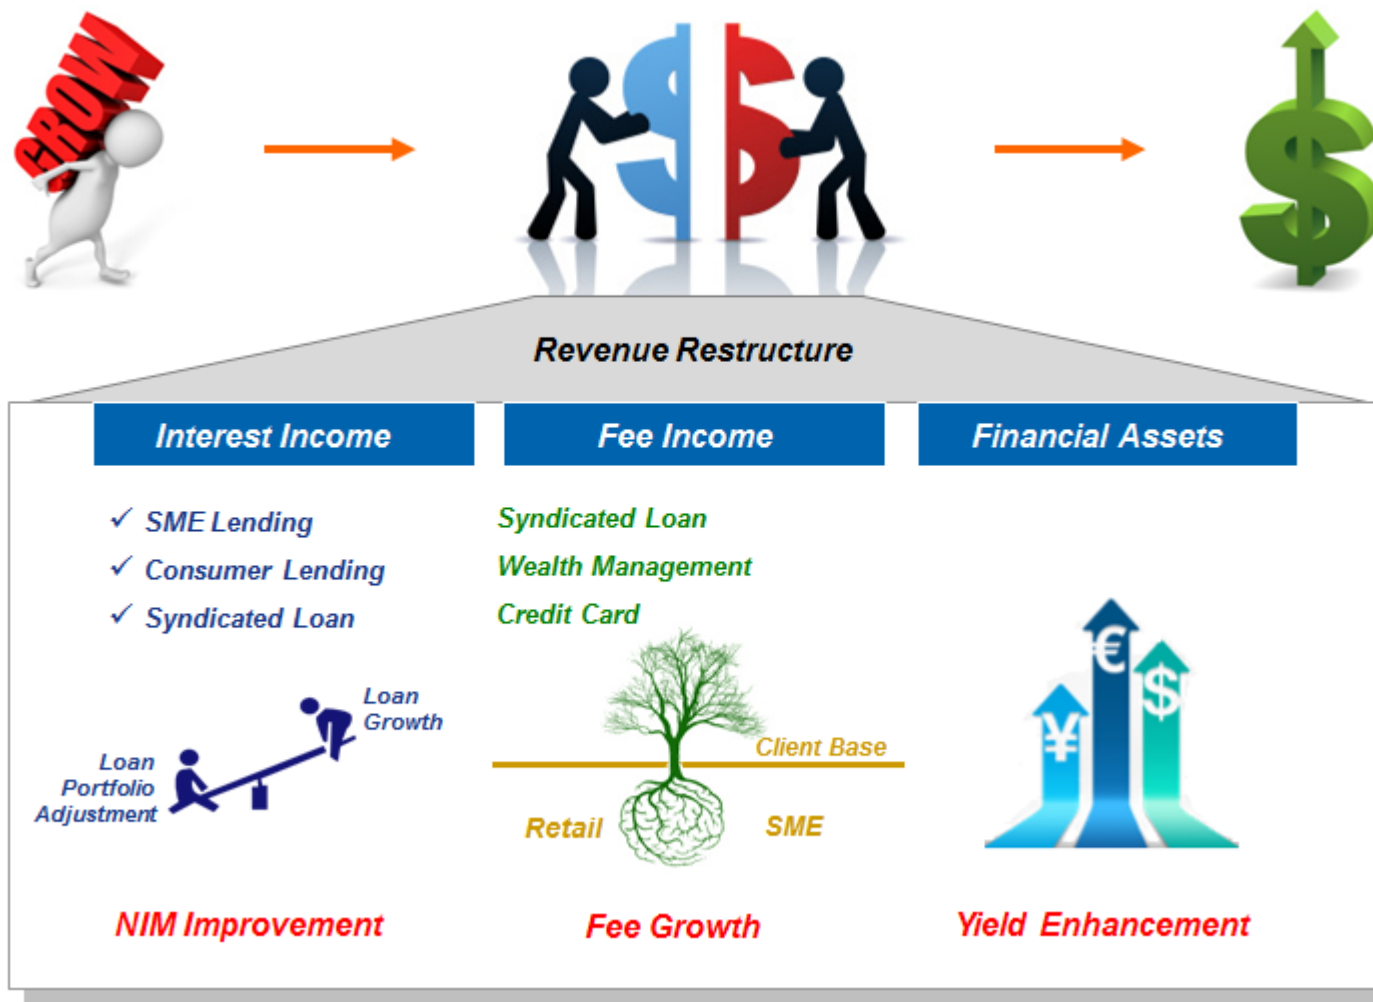 GROW
$
$
Revenue Restructure
Interest Income
Fee Income
Financial Assets
✓ SME Lending
✓ Consumer Lending
✓ Syndicated Loan
Syndicated Loan
Wealth Management
Credit Card
Loan
Growth
Loan
Portfolio
Adjustment
Client Base
Retail
SME
¥
€
$
NIM Improvement
Fee Growth
Yield Enhancement